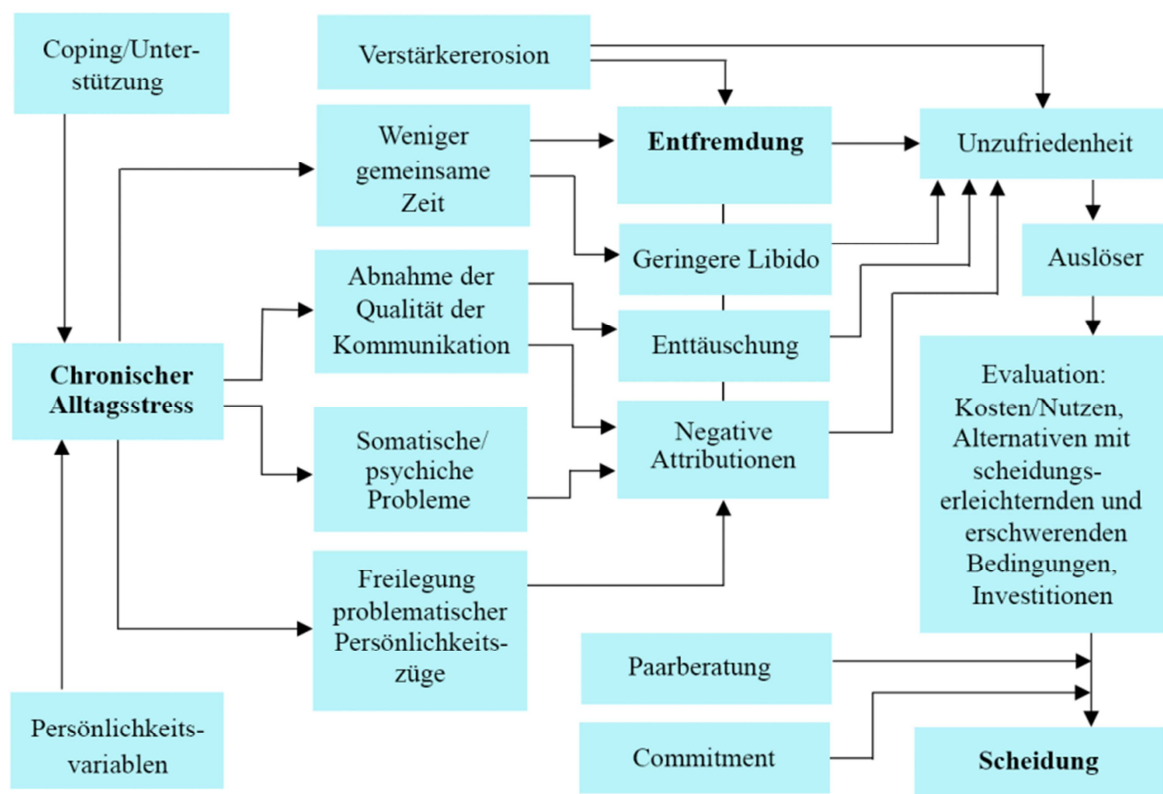 Coping/Unter-
stützung
Verstärkererosion
Weniger
gemeinsame
Zeit
Entfremdung
Unzufriedenheit
Geringere Libido
Auslöser
Abnahme der
Qualität der
Kommunikation
Enttäuschung
Chronischer
Alltagsstress
Evaluation:
Kosten/Nutzen,
Alternativen mit
scheidungs-
erleichternden und
erschwerenden
Bedingungen,
Investitionen
Negative
Attributionen
Somatische/
psychiche
Probleme
Freilegung
problematischer
Persönlichkeits-
züge
Paarberatung
Persönlichkeits-
variablen
Commitment
Scheidung